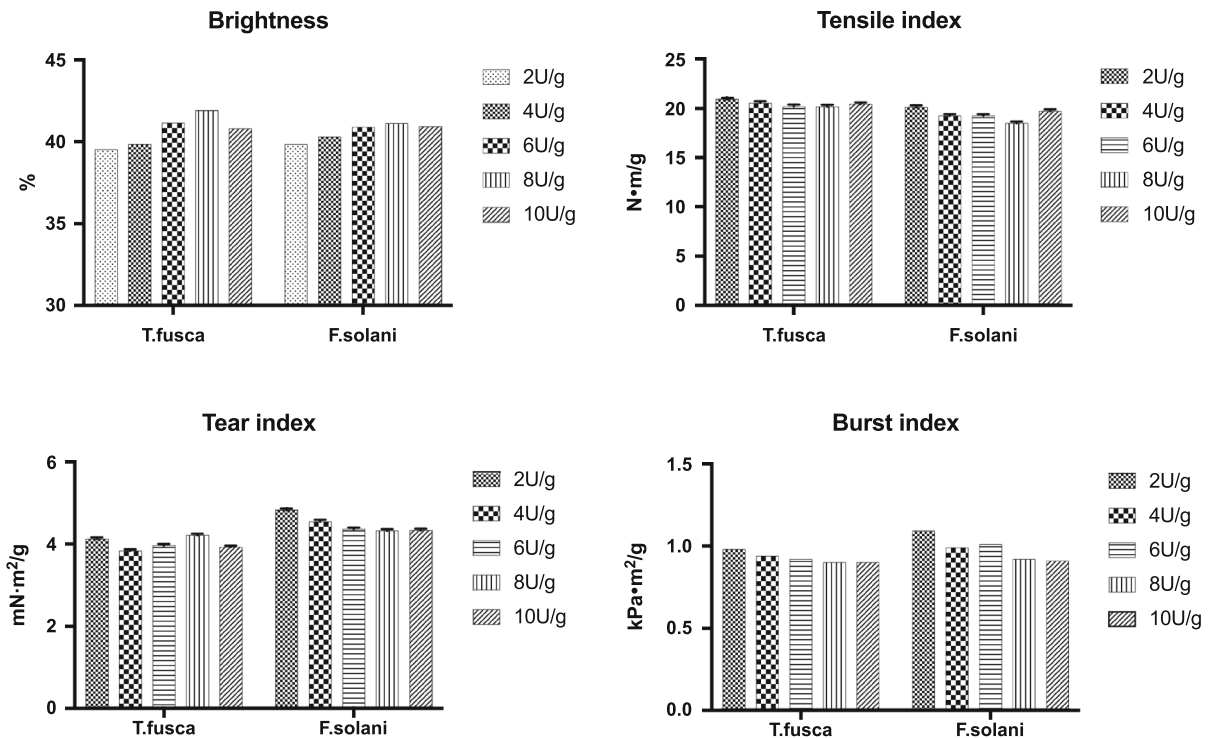 Brightness
45
40
35
30
%
T.fusca
F.solani
2U/g
4U/g
6U/g
8U/g
10U/g
Tensile index
25
20
15
10
5
0
N•m/g
T.fusca
F.solani
2U/g
4U/g
6U/g
8U/g
10U/g
Tear index
6
4
2
0
mN·m²/g
T.fusca
F.solani
2U/g
4U/g
6U/g
8U/g
10U/g
Burst index
1.5
1.0
0.5
0.0
kPa•m²/g
T.fusca
F.solani
2U/g
4U/g
6U/g
8U/g
10U/g